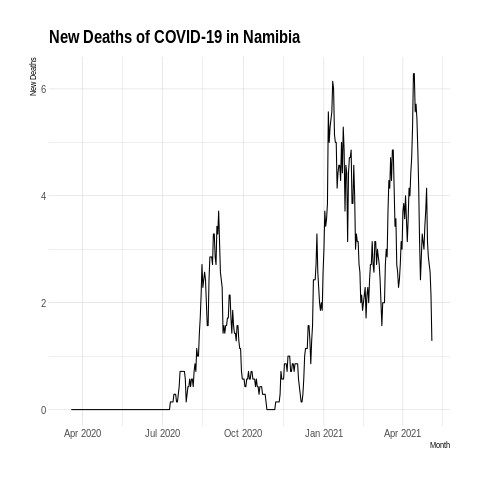 New Deaths of COVID-19 in Namibia
New Deaths
6
4
2
0
Apr 2020 Jul 2020 Oct 2020 Jan 2021 Apr 2021
Month